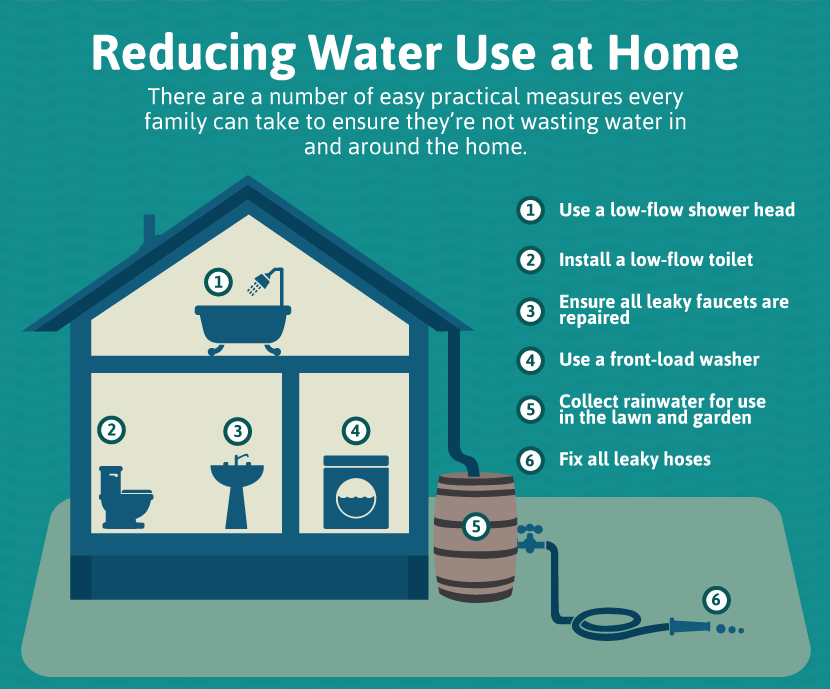 Reducing Water Use at Home
There are a number of easy practical measures every
family can take to ensure they’re not wasting water in
and around the home.
1 Use a low-flow shower head
2 Install a low-flow toilet
3 Ensure all leaky faucets are
repaired
4 Use a front-load washer
5 Collect rainwater for use
in the lawn and garden
6 Fix all leaky hoses
1
2
3
4
5
6